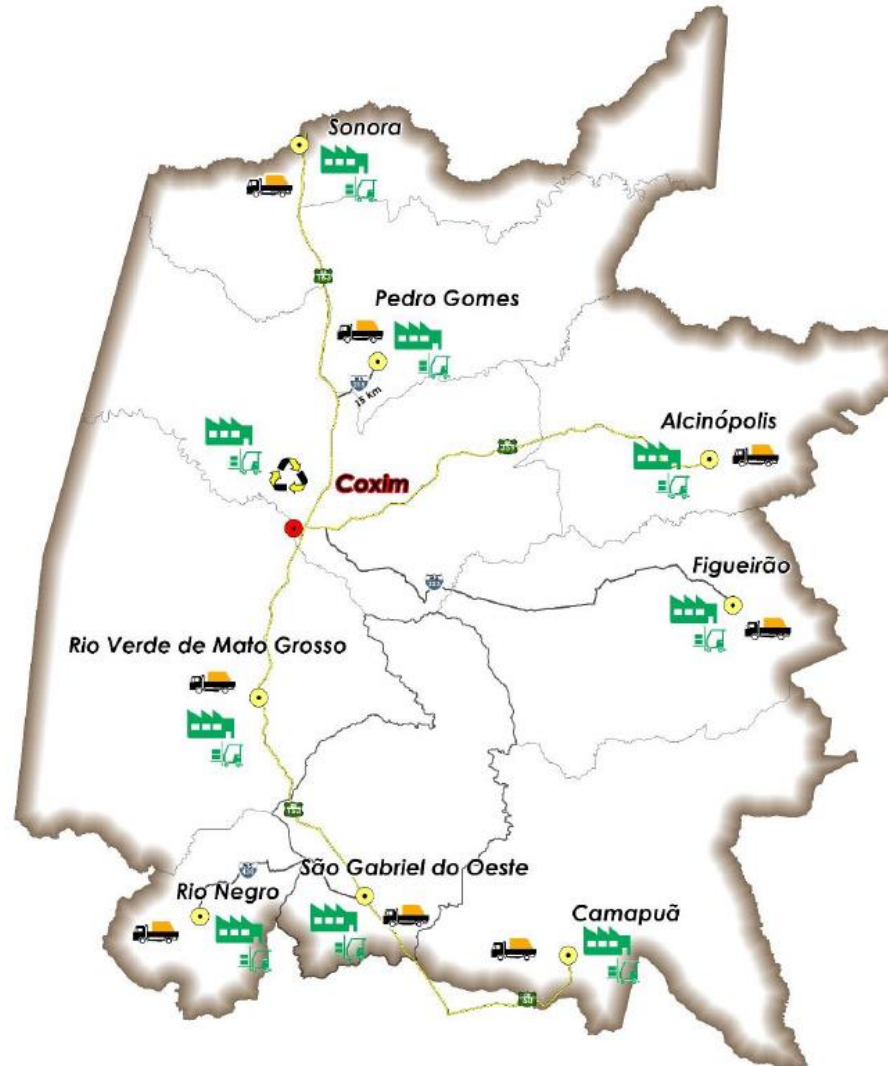 Sonora
163
Pedro Gomes
15 km
Alcinópolis
Coxim
Figueirão
Rio Verde de Mato Grosso
São Gabriel do Oeste
Rio Negro
Camapuã